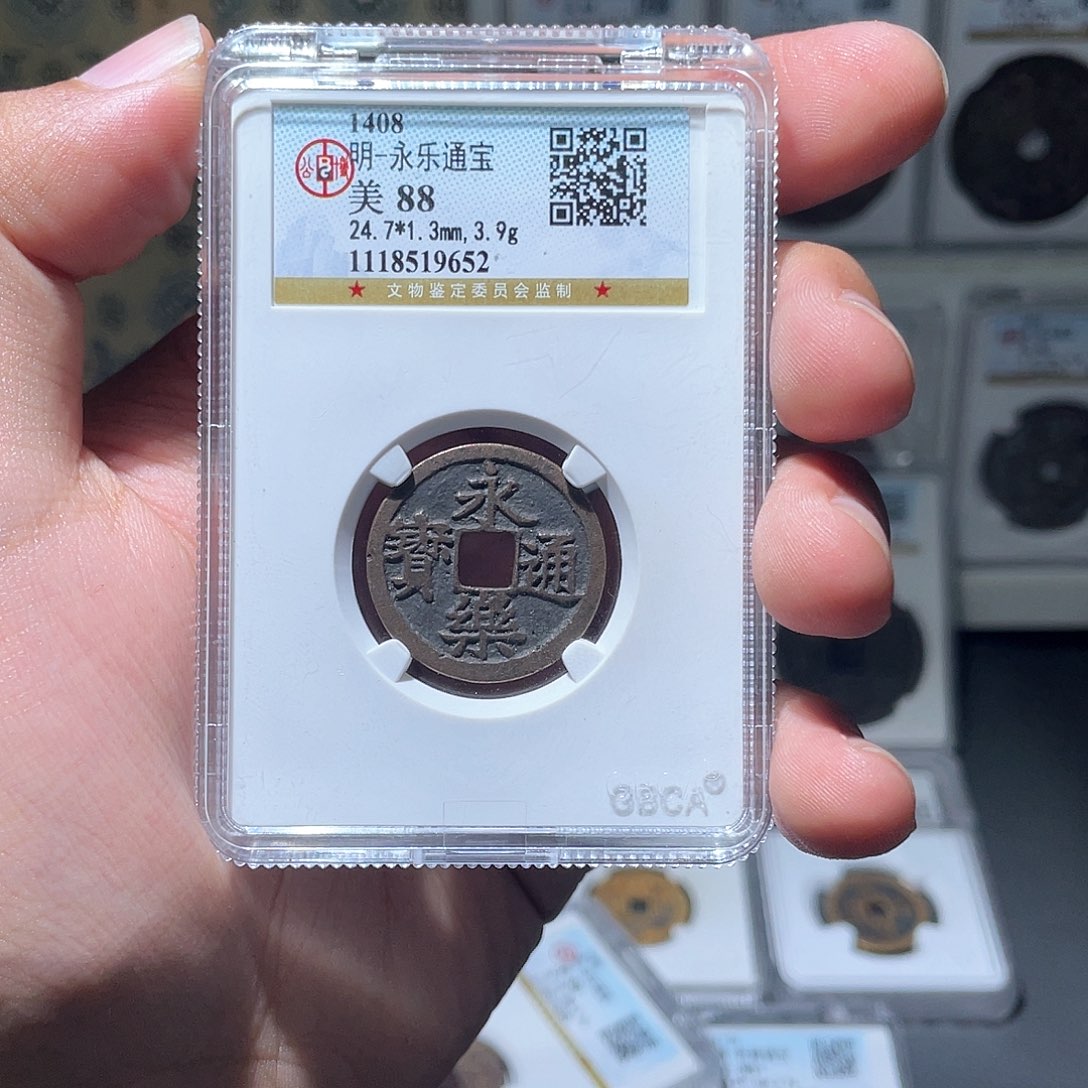 1408
明-永乐通宝
美 88
24.7*1.3mm,3.9g
1118519652
★ 文物鉴定委员会监制 ★
永
寶 通
樂
GBCA